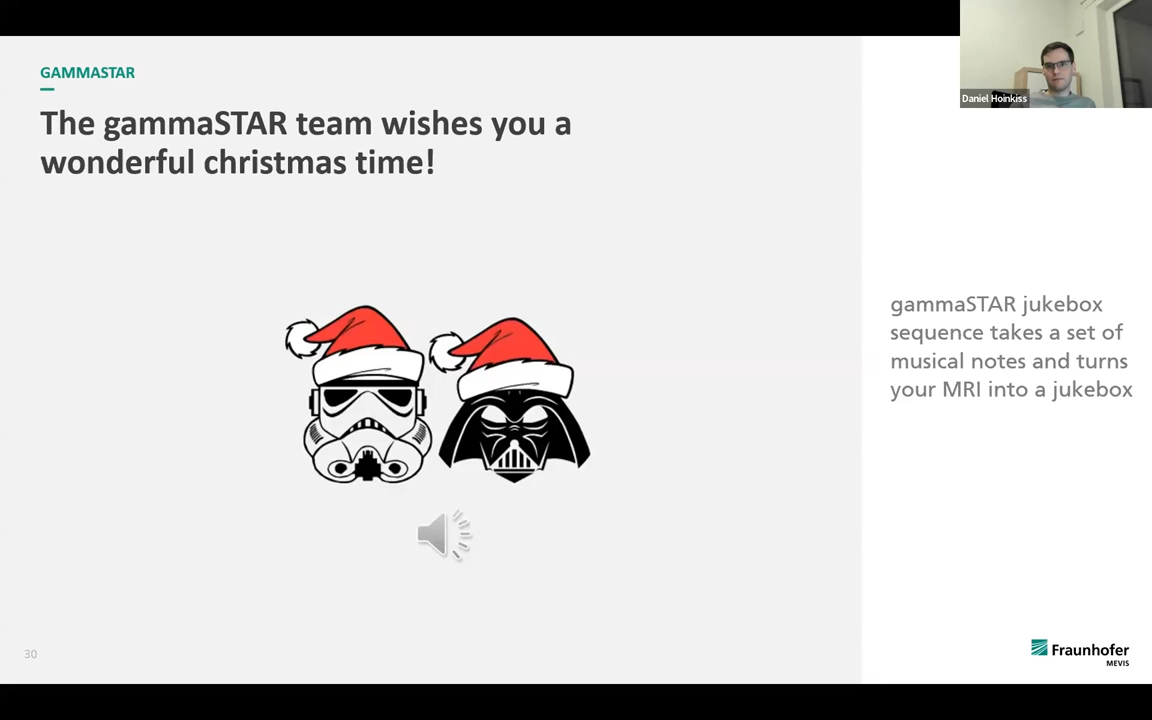 GAMMASTAR
The gammaSTAR team wishes you a
wonderful christmas time!
gammaSTAR jukebox
sequence takes a set of
musical notes and turns
your MRI into a jukebox
30
Fraunhofer
MEVIS
Daniel Hoinkiss